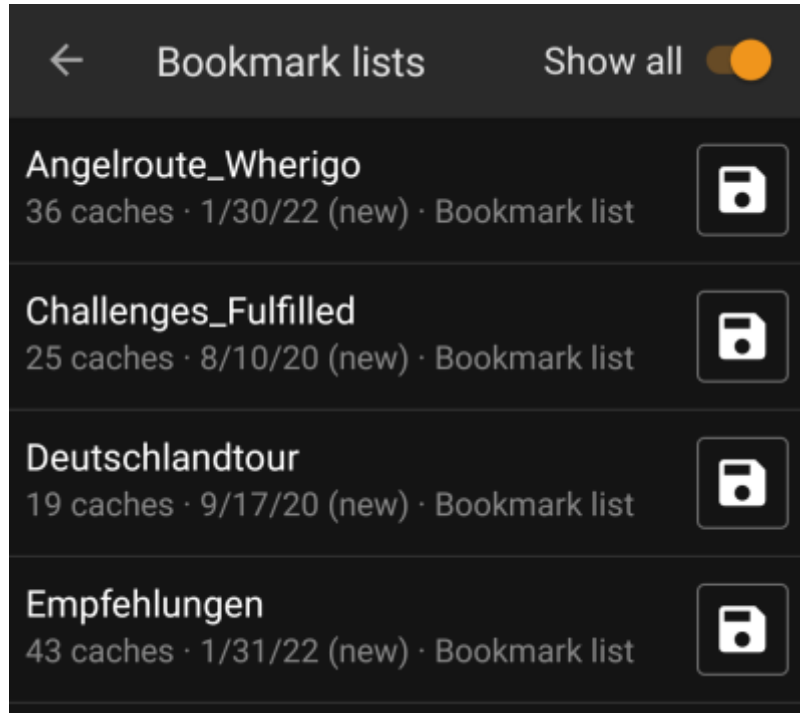 Bookmark lists Show all
Angelroute_Wherigo
36 caches · 1/30/22 (new) · Bookmark list
Challenges_Fulfilled
25 caches · 8/10/20 (new) · Bookmark list
Deutschlandtour
19 caches · 9/17/20 (new) · Bookmark list
Empfehlungen
43 caches · 1/31/22 (new) · Bookmark list